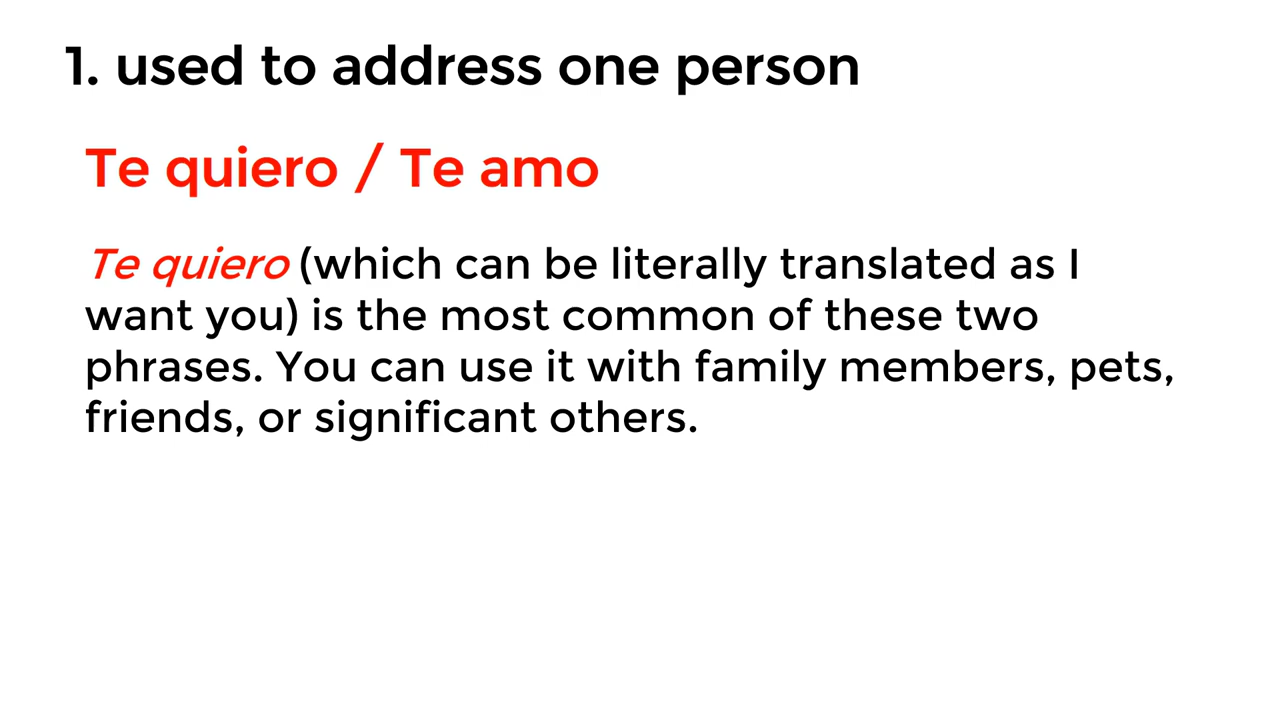 1. used to address one person
Te quiero / Te amo
Te quiero (which can be literally translated as I
want you) is the most common of these two
phrases. You can use it with family members, pets,
friends, or significant others.